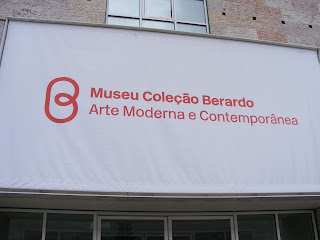 Museu Coleção Berardo
Arte Moderna e Contemporânea